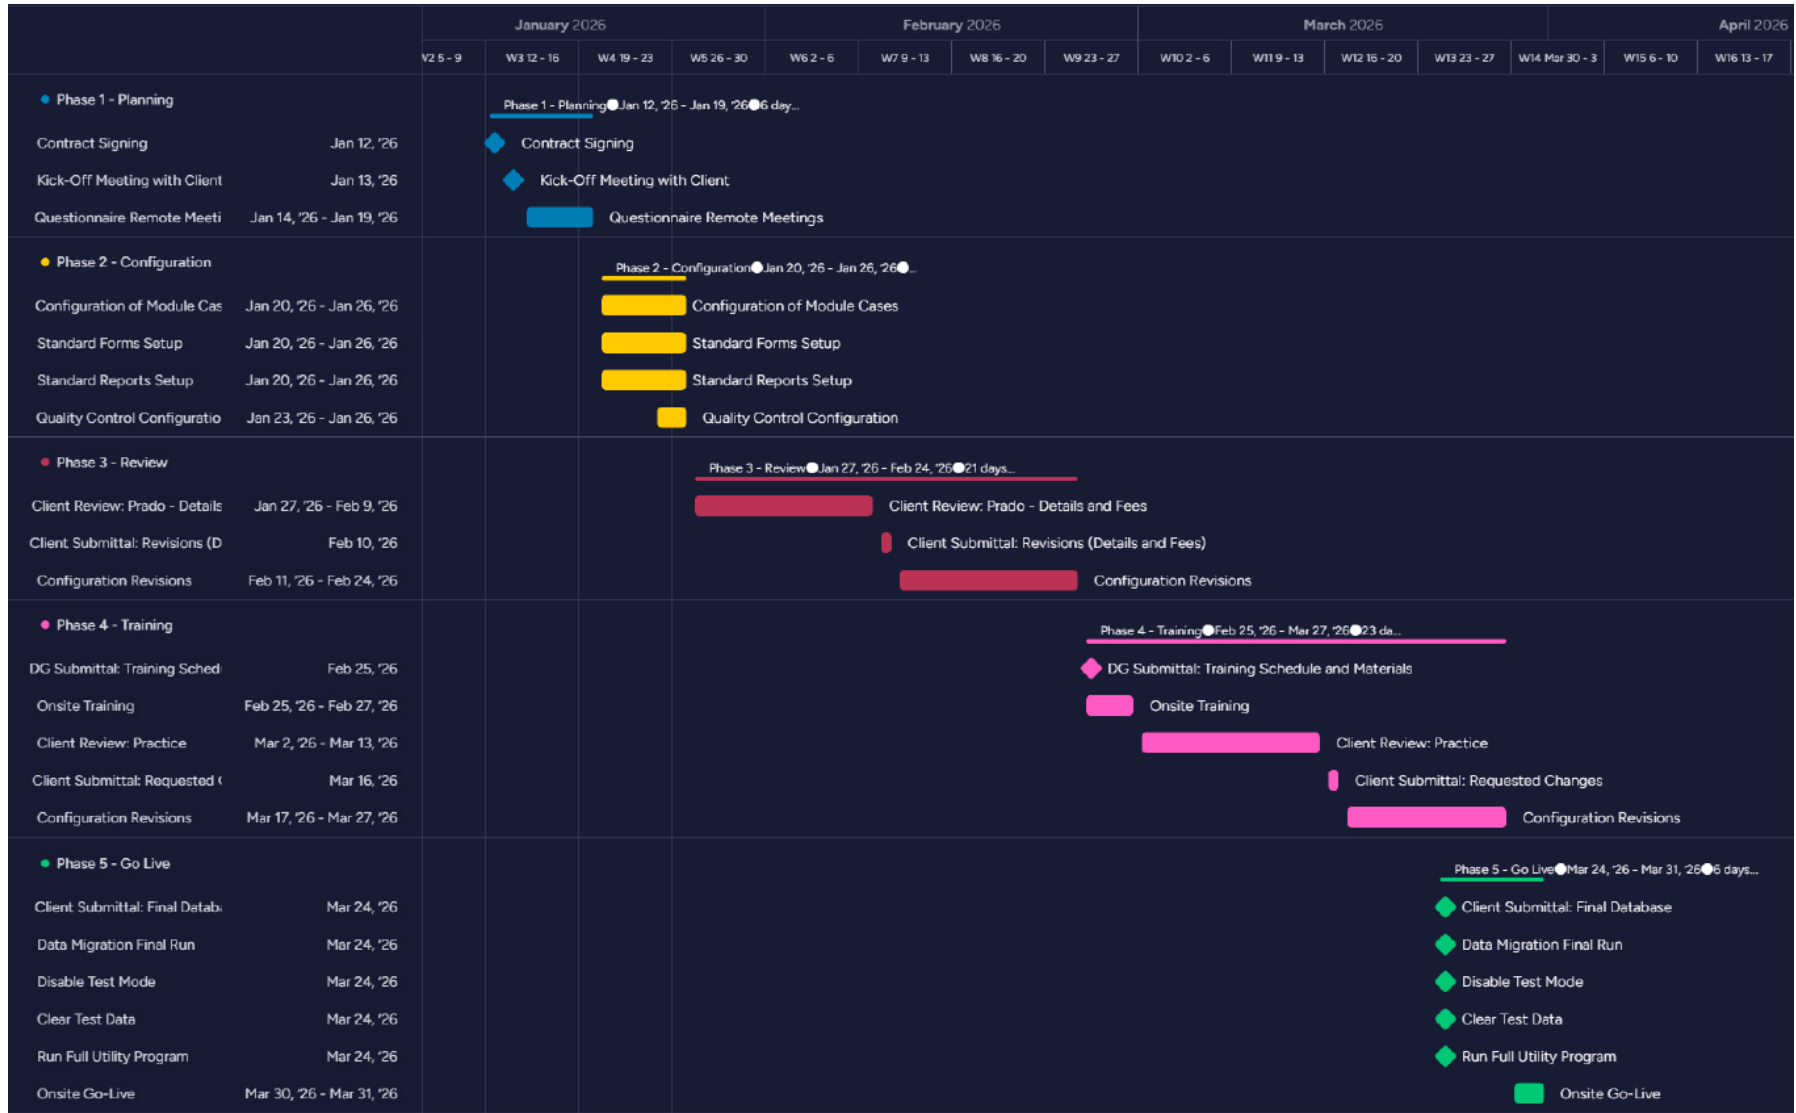 January 2026 February 2026 March 2026 April 2026
W2 5 - 9 W3 12 - 16 W4 19 - 23 W5 26 - 30 W6 2 - 6 W7 9 - 13 W8 16 - 20 W9 23 - 27 W10 2 - 6 W11 9 - 13 W12 16 - 20 W13 23 - 27 W14 Mar 30 - 3 W15 6 - 10 W16 13 - 17
Phase 1 - Planning Phase 1 - Planning●Jan 12, '26 - Jan 19, '26●6 day...
Contract Signing Jan 12, '26 Contract Signing
Kick-Off Meeting with Client Jan 13, '26 Kick-Off Meeting with Client
Questionnaire Remote Meeti Jan 14, '26 - Jan 19, '26 Questionnaire Remote Meetings
Phase 2 - Configuration Phase 2 - Configuration●Jan 20, '26 - Jan 26, '26●...
Configuration of Module Cas Jan 20, '26 - Jan 26, '26 Configuration of Module Cases
Standard Forms Setup Jan 20, '26 - Jan 26, '26 Standard Forms Setup
Standard Reports Setup Jan 20, '26 - Jan 26, '26 Standard Reports Setup
Quality Control Configuratio Jan 23, '26 - Jan 26, '26 Quality Control Configuration
Phase 3 - Review Phase 3 - Review●Jan 27, '26 - Feb 24, '26●21 days...
Client Review: Prado - Details Jan 27, '26 - Feb 9, '26 Client Review: Prado - Details and Fees
Client Submittal: Revisions (D Feb 10, '26 Client Submittal: Revisions (Details and Fees)
Configuration Revisions Feb 11, '26 - Feb 24, '26 Configuration Revisions
Phase 4 - Training Phase 4 - Training●Feb 25, '26 - Mar 27, '26●23 da...
DG Submittal: Training Sched Feb 25, '26 DG Submittal: Training Schedule and Materials
Onsite Training Feb 25, '26 - Feb 27, '26 Onsite Training
Client Review: Practice Mar 2, '26 - Mar 13, '26 Client Review: Practice
Client Submittal: Requested Mar 16, '26 Client Submittal: Requested Changes
Configuration Revisions Mar 17, '26 - Mar 27, '26 Configuration Revisions
Phase 5 - Go Live Phase 5 - Go Live●Mar 24, '26 - Mar 31, '26●6 days...
Client Submittal: Final Datab Mar 24, '26 Client Submittal: Final Database
Data Migration Final Run Mar 24, '26 Data Migration Final Run
Disable Test Mode Mar 24, '26 Disable Test Mode
Clear Test Data Mar 24, '26 Clear Test Data
Run Full Utility Program Mar 24, '26 Run Full Utility Program
Onsite Go-Live Mar 30, '26 - Mar 31, '26 Onsite Go-Live